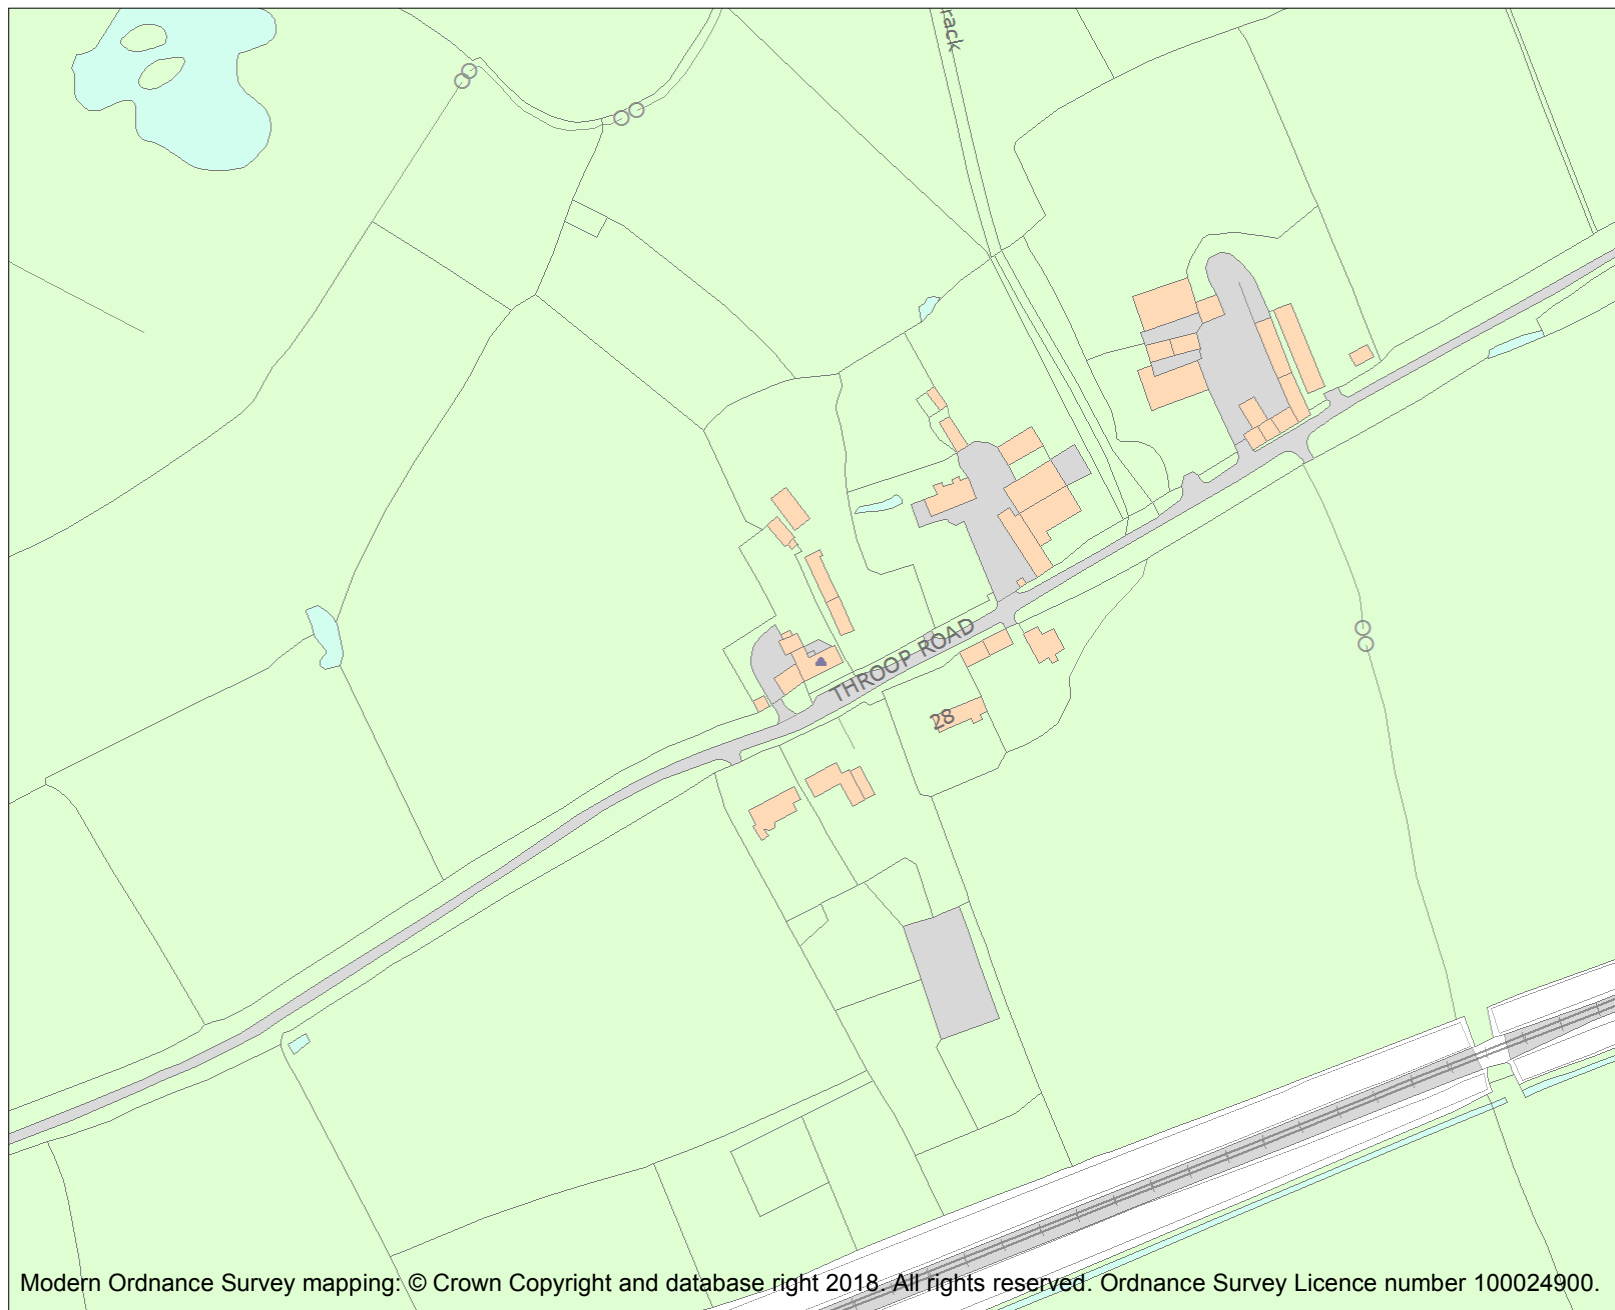 rack
THROOP ROAD
28
Modern Ordnance Survey mapping: © Crown Copyright and database right 2018. All rights reserved. Ordnance Survey Licence number 100024900.